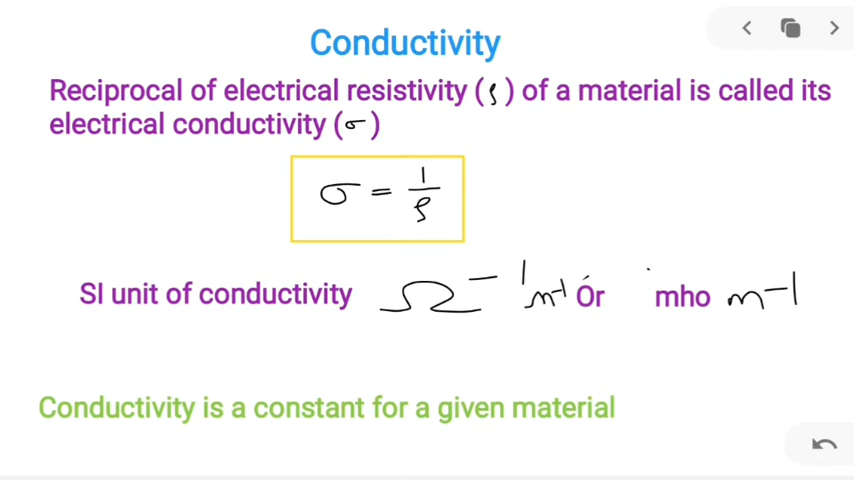 Conductivity
Reciprocal of electrical resistivity (ρ) of a material is called its
electrical conductivity (σ)
σ = 1/ρ
SI unit of conductivity Ω⁻¹ m⁻¹ Or mho m⁻¹
Conductivity is a constant for a given material